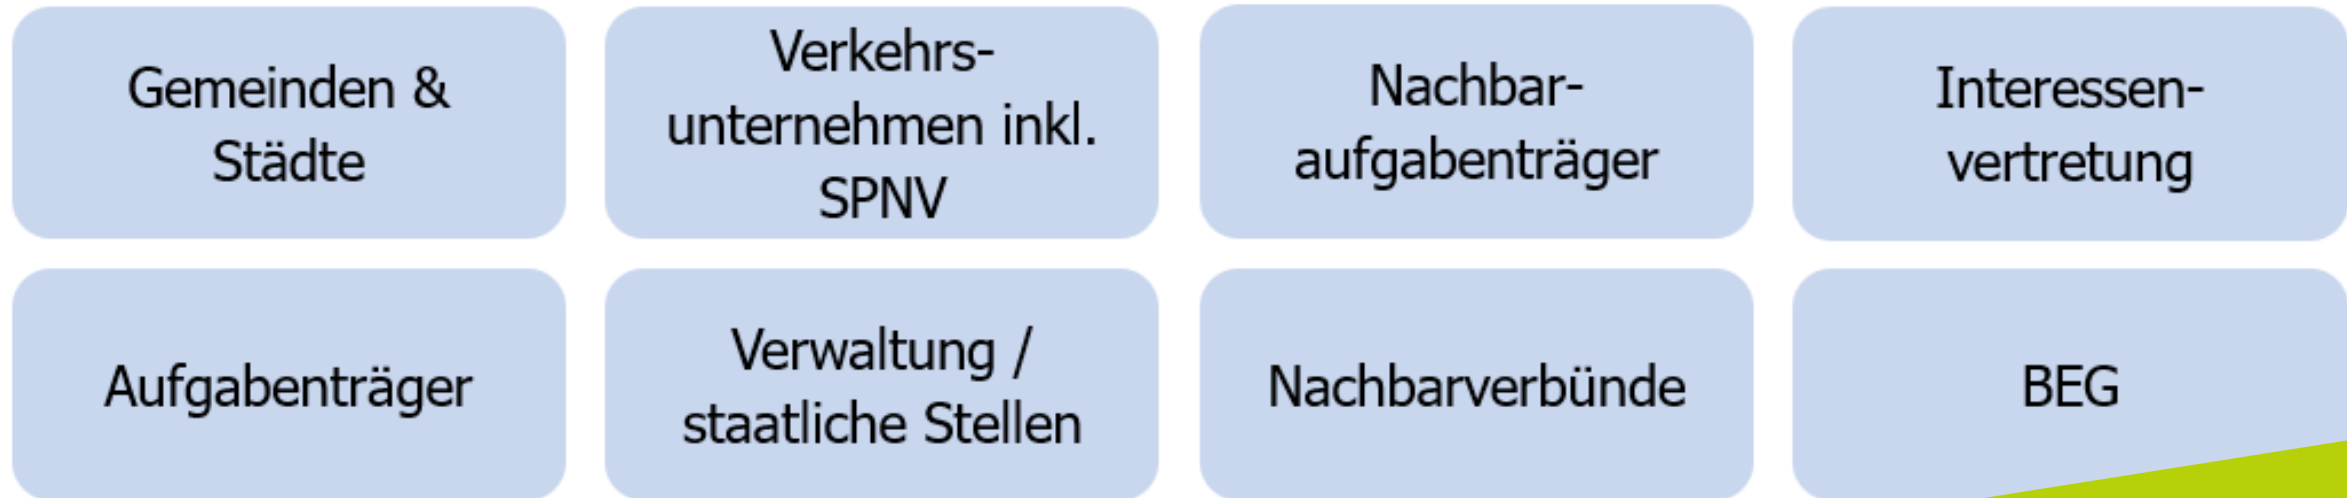 Gemeinden &
Städte
Verkehrs-
unternehmen inkl.
SPNV
Nachbar-
aufgabenträger
Interessen-
vertretung
Aufgabenträger
Verwaltung /
staatliche Stellen
Nachbarverbünde
BEG